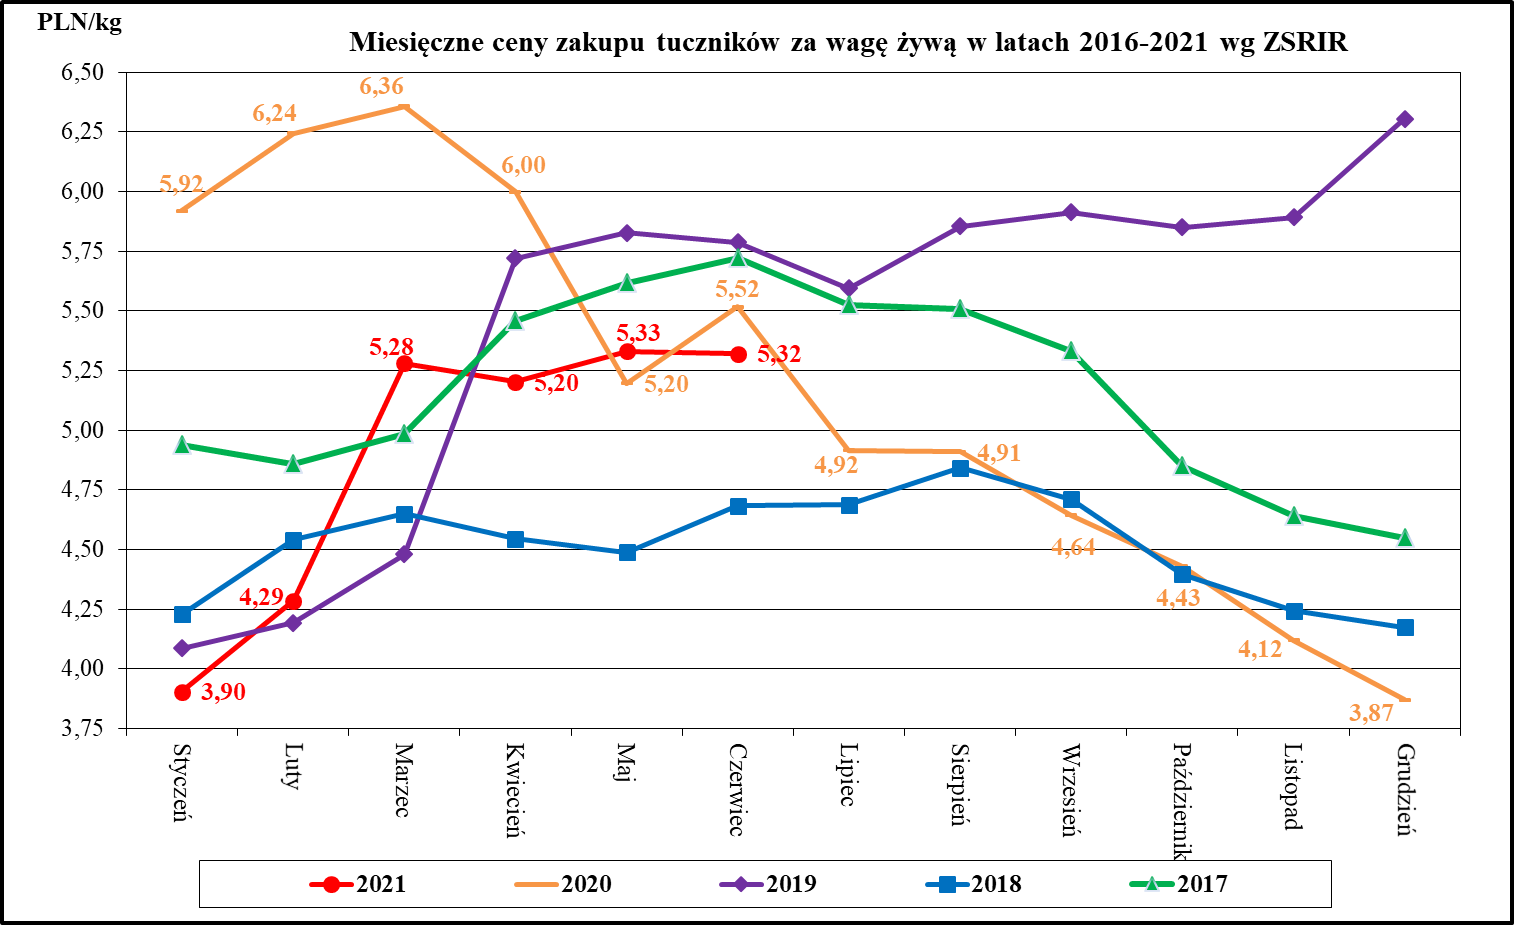 PLN/kg
Miesięczne ceny zakupu tuczników za wagę żywą w latach 2016-2021 wg ZSRIR
6,50
6,25
6,00
5,75
5,50
5,25
5,00
4,75
4,50
4,25
4,00
3,75
5,92
6,24
6,36
6,00
5,20
5,52
4,92
4,91
4,64
4,43
4,12
3,87
3,90
4,29
5,28
5,20
5,33
5,32
Styczeń
Luty
Marzec
Kwiecień
Maj
Czerwiec
Lipiec
Sierpień
Wrzesień
Październik
Listopad
Grudzień
2021 2020 2019 2018 2017